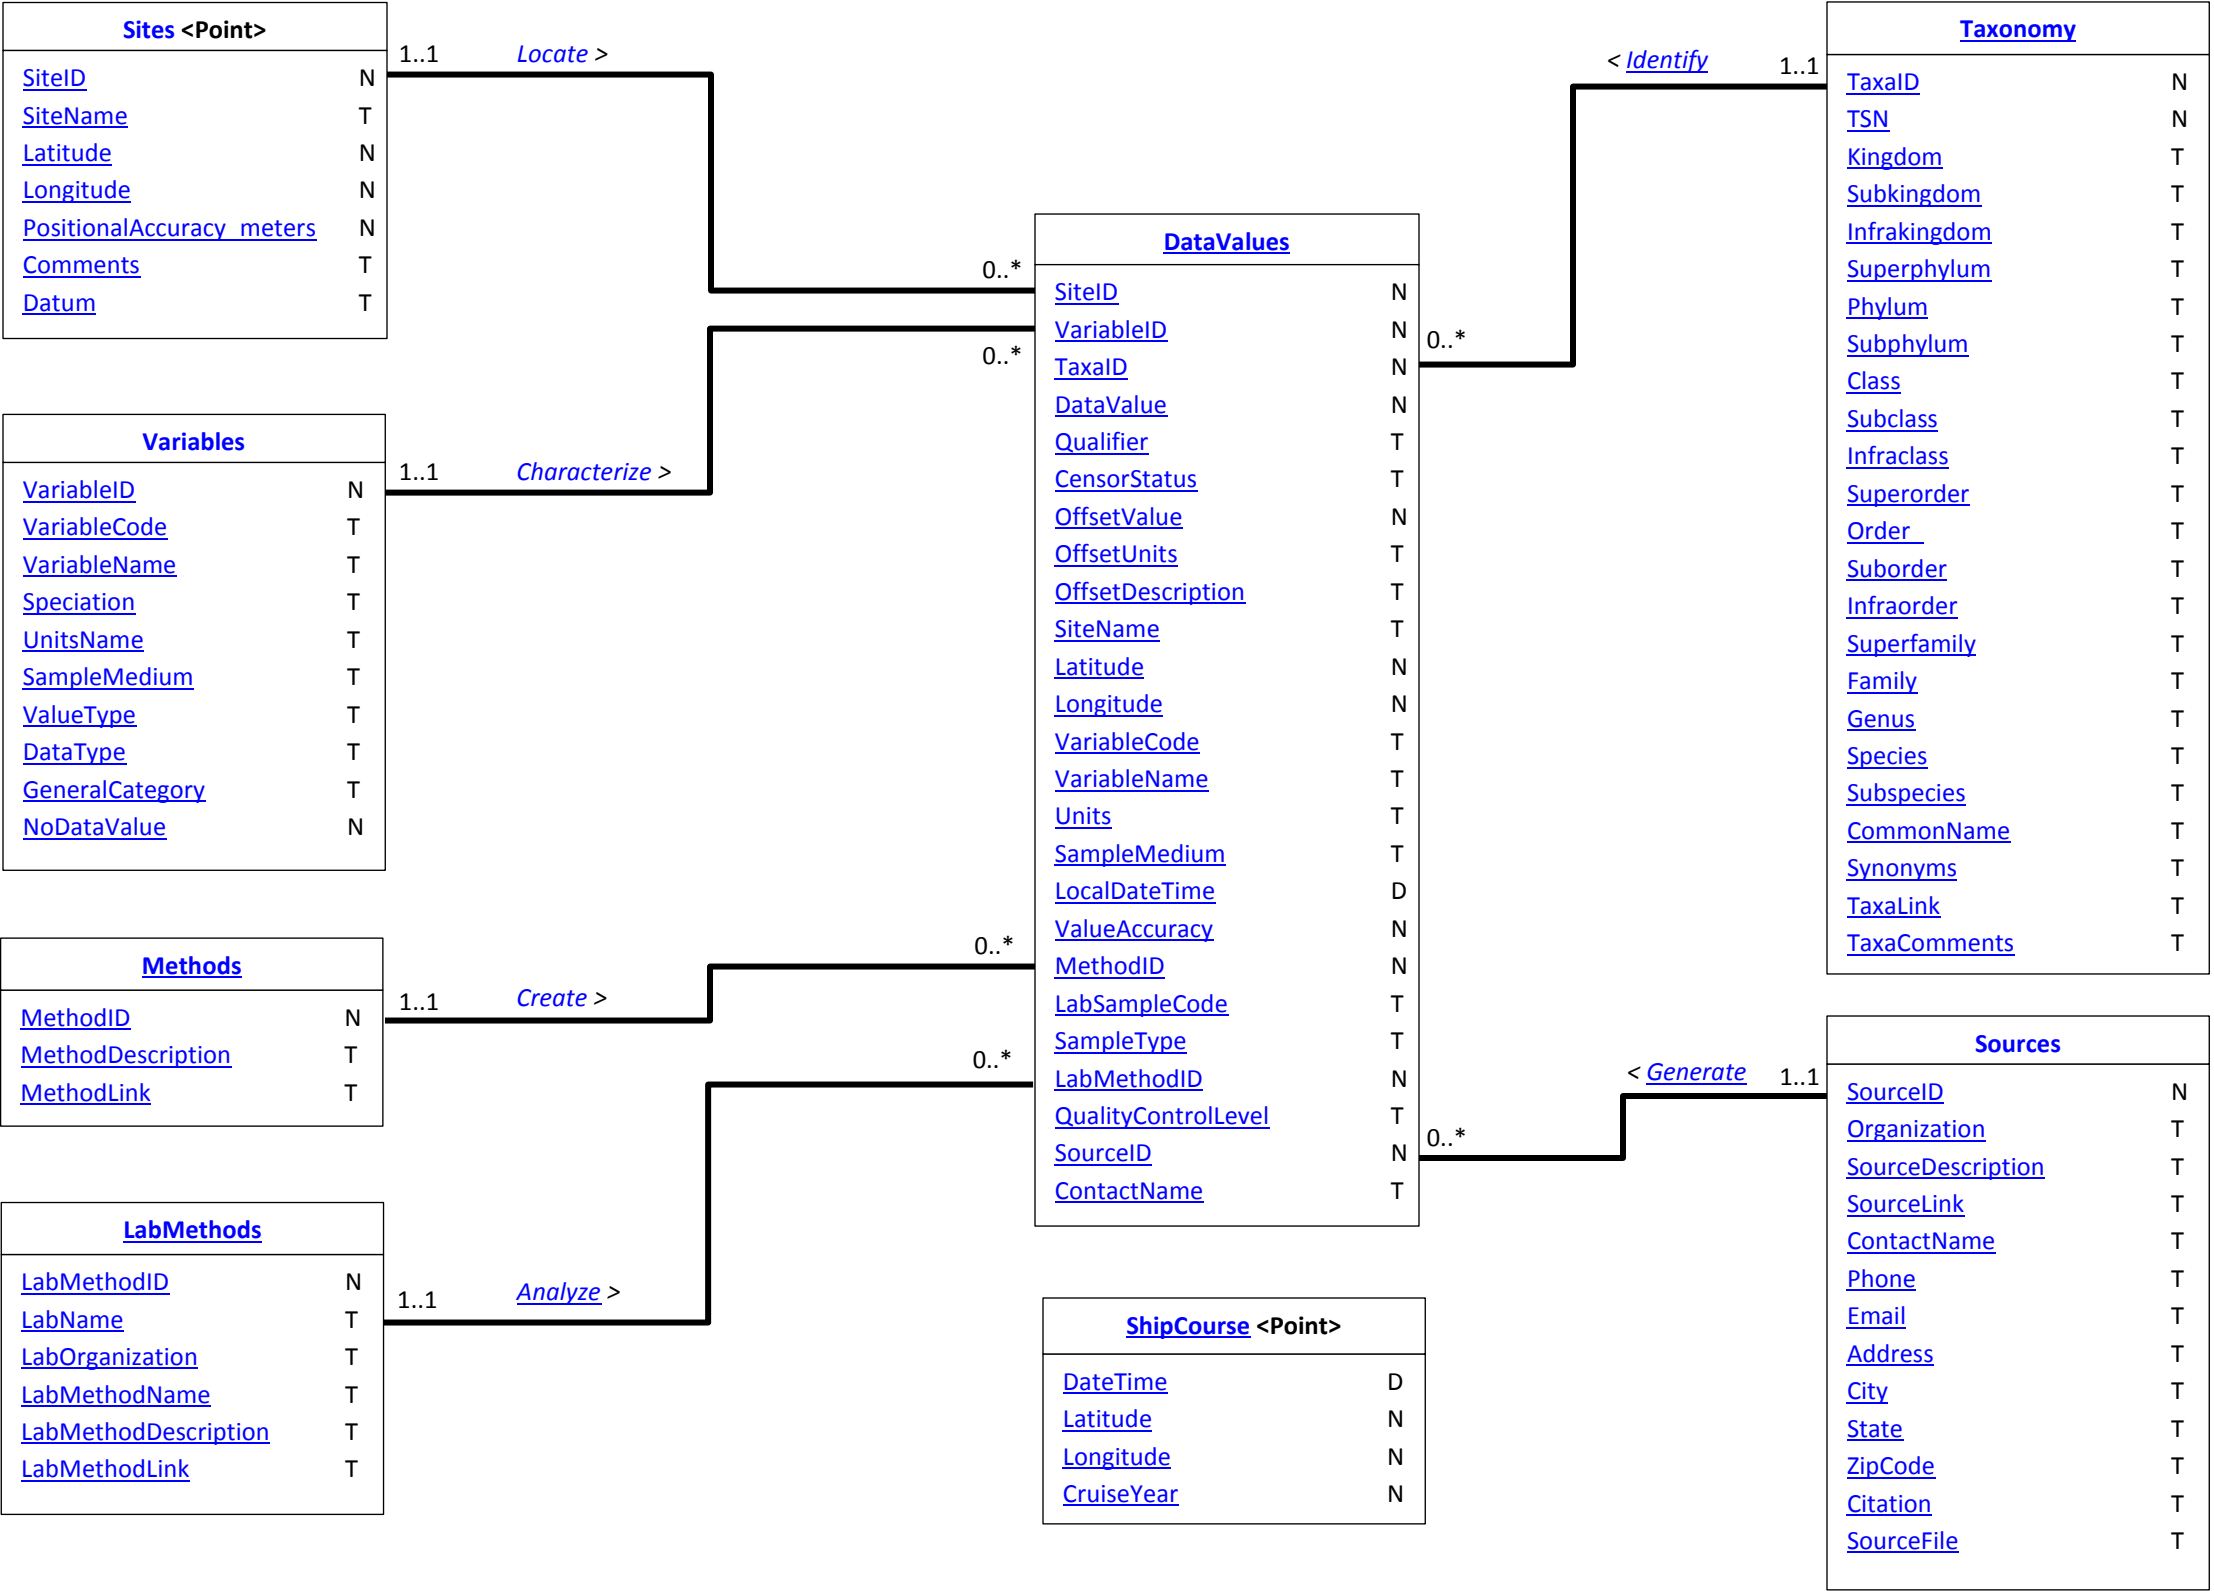 Sites <Point>
SiteID N
SiteName T
Latitude N
Longitude N
PositionalAccuracy_meters N
Comments T
Datum T
1..1 Locate >
0..*
Variables
VariableID N
VariableCode T
VariableName T
Speciation T
UnitsName T
SampleMedium T
ValueType T
DataType T
GeneralCategory T
NoDataValue N
1..1 Characterize >
0..*
Methods
MethodID N
MethodDescription T
MethodLink T
1..1 Create >
0..*
LabMethods
LabMethodID N
LabName T
LabOrganization T
LabMethodName T
LabMethodDescription T
LabMethodLink T
1..1 Analyze >
0..*
DataValues
SiteID N
VariableID N
TaxaID N
DataValue N
Qualifier T
CensorStatus T
OffsetValue N
OffsetUnits T
OffsetDescription T
SiteName T
Latitude N
Longitude N
VariableCode T
VariableName T
Units T
SampleMedium T
LocalDateTime D
ValueAccuracy N
MethodID N
LabSampleCode T
SampleType T
LabMethodID N
QualityControlLevel T
SourceID N
ContactName T
ShipCourse <Point>
DateTime D
Latitude N
Longitude N
CruiseYear N
< Identify 1..1
0..*
Taxonomy
TaxaID N
TSN N
Kingdom T
Subkingdom T
Infrakingdom T
Superphylum T
Phylum T
Subphylum T
Class T
Subclass T
Infraclass T
Superorder T
Order_ T
Suborder T
Infraorder T
Superfamily T
Family T
Genus T
Species T
Subspecies T
CommonName T
Synonyms T
TaxaLink T
TaxaComments T
< Generate 1..1
0..*
Sources
SourceID N
Organization T
SourceDescription T
SourceLink T
ContactName T
Phone T
Email T
Address T
City T
State T
ZipCode T
Citation T
SourceFile T